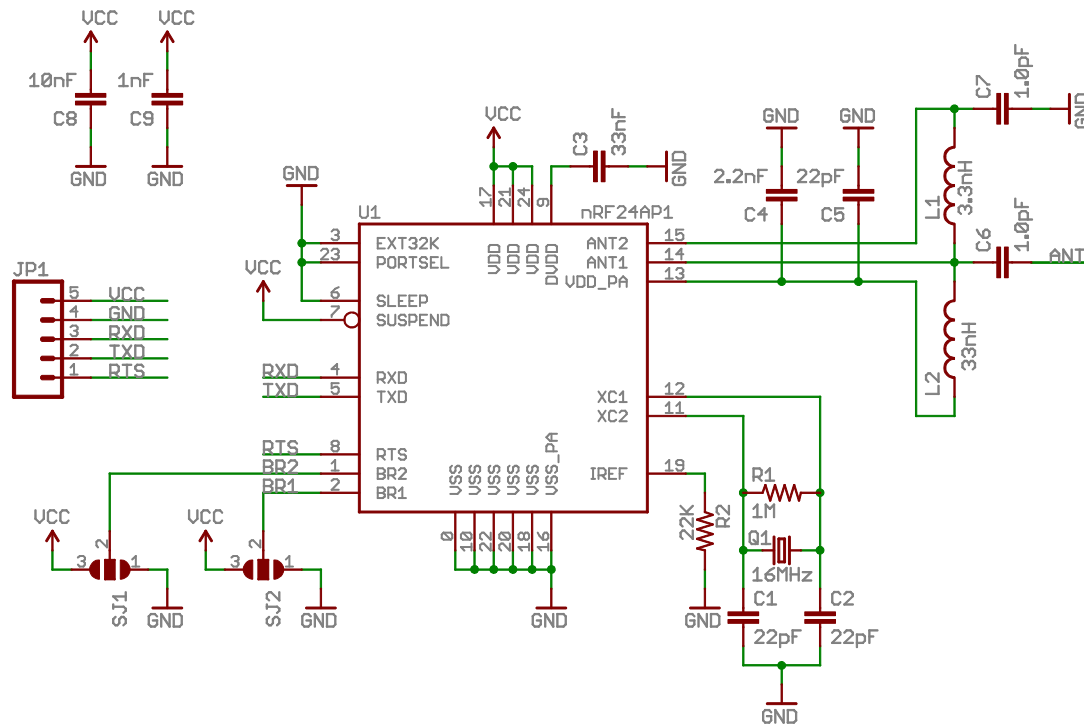 VCC
VCC
10nF
1nF
C8
C9
GND
GND
VCC
C3
33nF
GND
GND
GND
2.2nF
22pF
C4
C5
C7
1.0pF
GND
L1
3.3nH
C6
1.0pF
ANT
L2
33nH
GND
U1
nRF24AP1
17
21
24
9
VDD
VDD
VDD
DVDD
3
EXT32K
23
PORTSEL
VCC
6
SLEEP
7
SUSPEND
ANT2
15
ANT1
14
VDD_PA
13
JP1
5
VCC
4
GND
3
RXD
2
TXD
1
RTS
RXD
4
RXD
TXD
5
TXD
XC1
12
XC2
11
RTS
8
RTS
BR2
1
BR2
BR1
2
BR1
IREF
19
VSS
VSS
VSS
VSS
VSS
VSS_PA
0
10
22
20
18
16
GND
22K
R2
GND
R1
1M
Q1
16MHz
C1
22pF
C2
22pF
GND
VCC
3
2
1
SJ1
GND
VCC
3
2
1
SJ2
GND